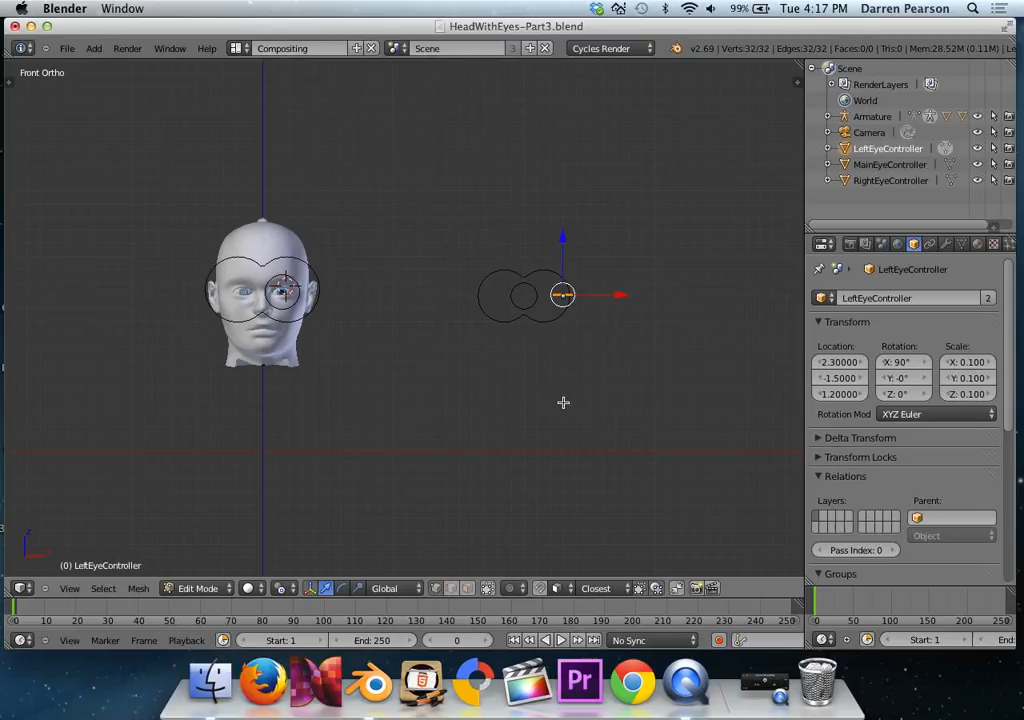 Blender Window 99% Tue 4:17 PM Darren Pearson
HeadWithEyes-Part3.blend
File Add Render Window Help Compositing Scene 3 Cycles Render v2.69 | Verts:32/32 | Edges:32/32 | Faces:0/0 | Tris:0 | Mem:28.52M (0.11M) | Le
Front Ortho
Scene
RenderLayers
World
Armature
Camera
LeftEyeController
MainEyeController
RightEyeController
LeftEyeController
LeftEyeController 2
Transform
Location: Rotation: Scale:
2.30000 X: 90° X: 0.100
-1.5000 Y: -0° Y: 0.100
1.20000 Z: 0° Z: 0.100
Rotation Mod XYZ Euler
Delta Transform
Transform Locks
Relations
Layers: Parent:
Object
Pass Index: 0
Groups
(0) LeftEyeController
View Select Mesh Edit Mode Global Closest
0 10 20 30 40 50 60 70 80 90 100 110 120 130 140 150 160 170 180 190 200 210 220 230 240 250
0 50 100 150 200 250
View Marker Frame Playback Start: 1 End: 250 0 No Sync
Start: 1 End:
Pr